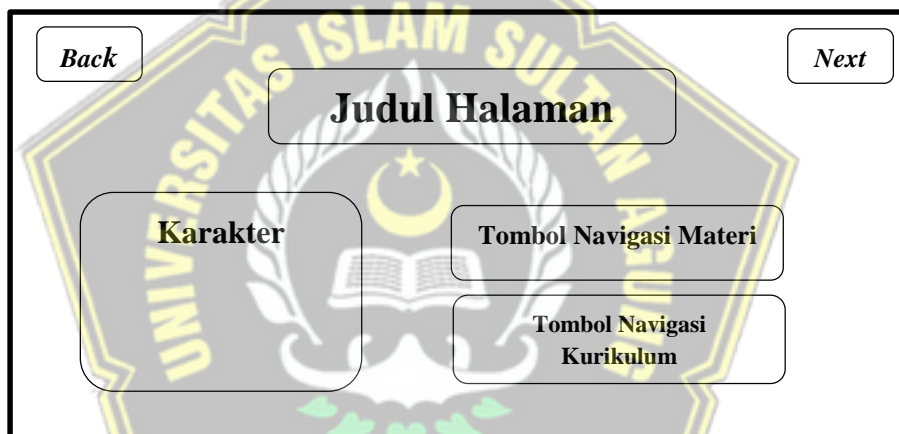 Back
Next
Judul Halaman
Karakter
Tombol Navigasi Materi
Tombol Navigasi
Kurikulum
UNIVERSITAS ISLAM SULTAN AGUNG